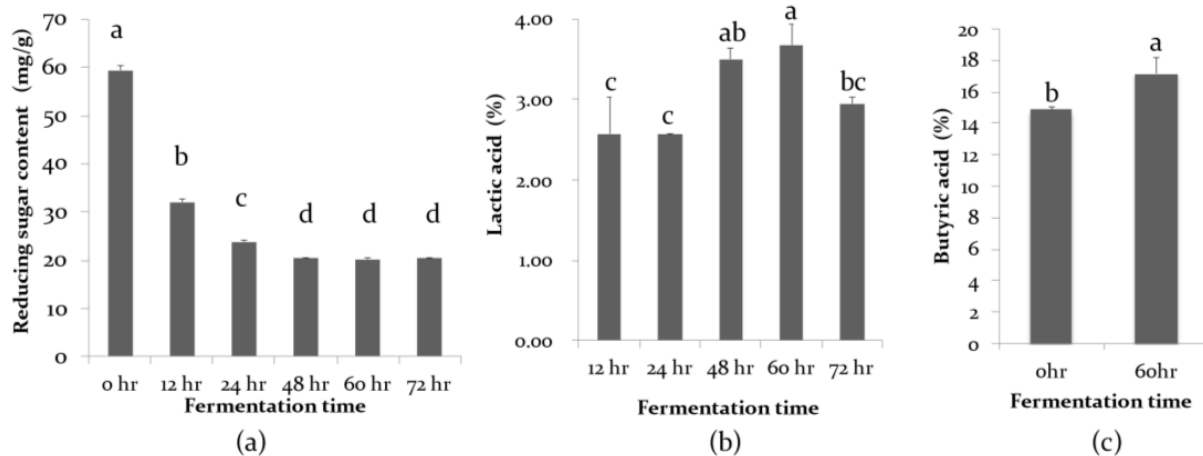 Reducing sugar content (mg/g)
70
60
50
40
30
20
10
0
a
b
c
d
d
d
0 hr 12 hr 24 hr 48 hr 60 hr 72 hr
Fermentation time
(a)
Lactic acid (%)
4.00
3.00
2.00
1.00
0.00
c
c
ab
a
bc
12 hr 24 hr 48 hr 60 hr 72 hr
Fermentation time
(b)
Butyric acid (%)
20
18
16
14
12
10
8
6
4
2
0
b
a
0hr 60hr
Fermentation time
(c)